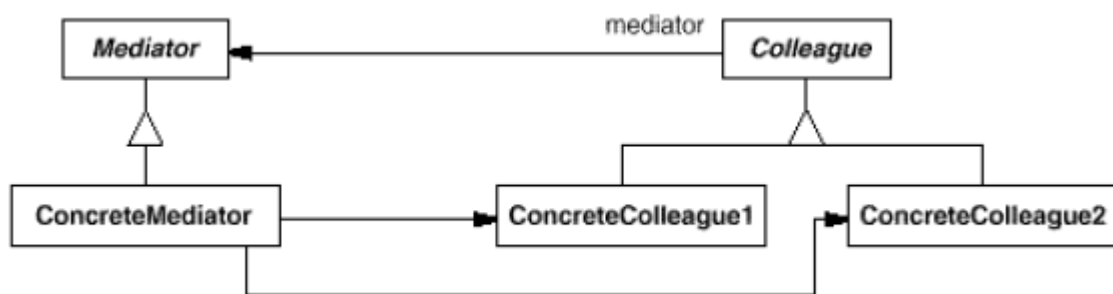 mediator
Mediator
Colleague
ConcreteMediator
ConcreteColleague1
ConcreteColleague2